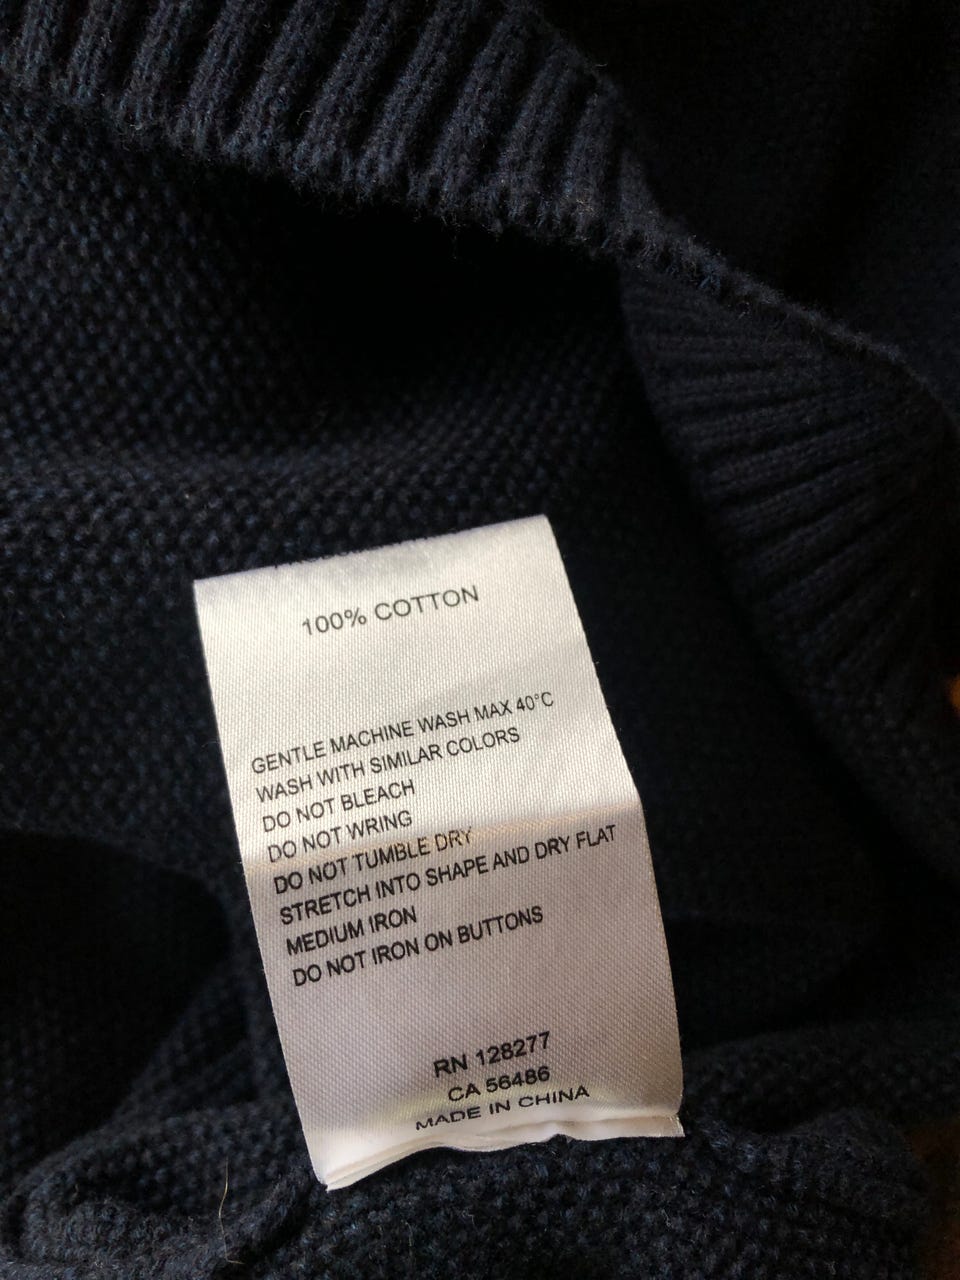 100% COTTON
GENTLE MACHINE WASH MAX 40°C
WASH WITH SIMILAR COLORS
DO NOT BLEACH
DO NOT WRING
DO NOT TUMBLE DRY
STRETCH INTO SHAPE AND DRY FLAT
MEDIUM IRON
DO NOT IRON ON BUTTONS
RN 128277
CA 56486
MADE IN CHINA